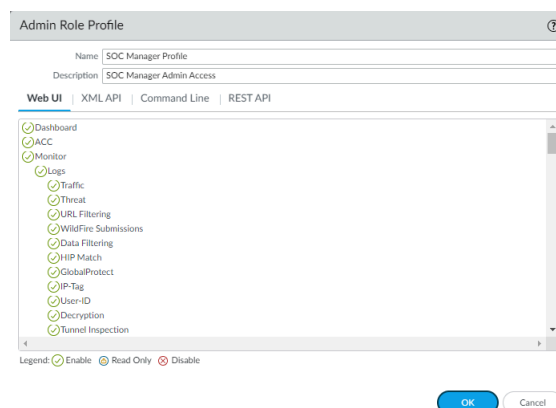 Admin Role Profile
Name SOC Manager Profile
Description SOC Manager Admin Access
Web UI | XML API | Command Line | REST API
Dashboard
ACC
Monitor
Logs
Traffic
Threat
URL Filtering
WildFire Submissions
Data Filtering
HIP Match
GlobalProtect
IP-Tag
User-ID
Decryption
Tunnel Inspection
Legend: Enable Read Only Disable
OK Cancel